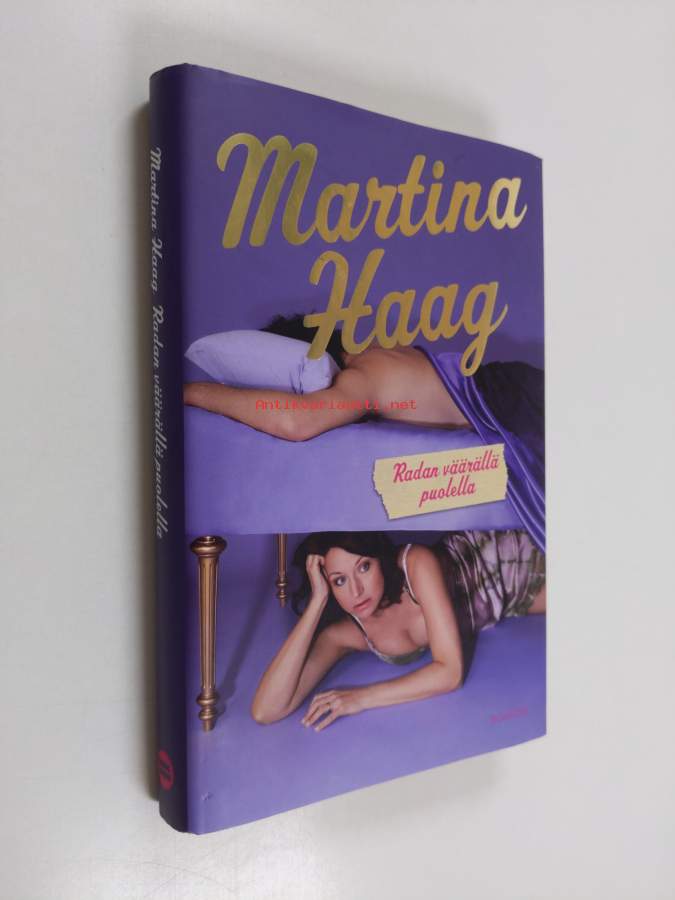 Martina
Haag
Radan väärällä
puolella
Martina Haag Radan väärällä puolella
Antikvariaatti.net